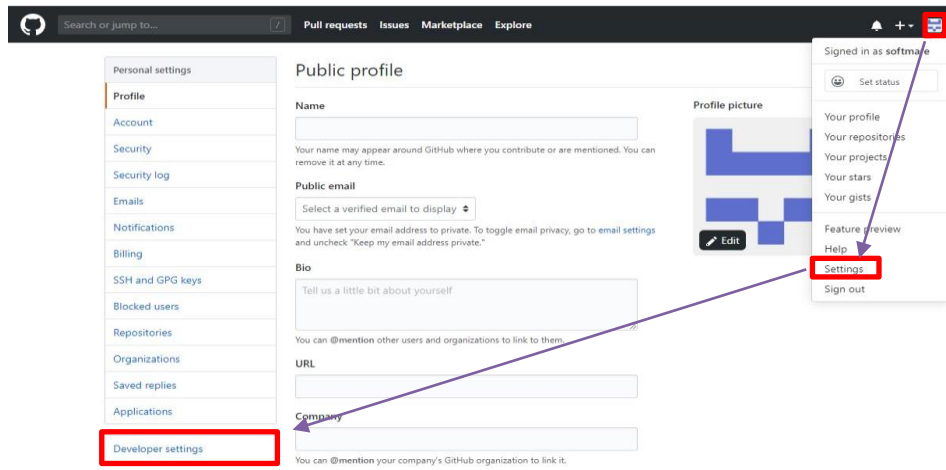 Search or jump to...
/
Pull requests Issues Marketplace Explore
Personal settings
Profile
Account
Security
Security log
Emails
Notifications
Billing
SSH and GPG keys
Blocked users
Repositories
Organizations
Saved replies
Applications
Developer settings
Public profile
Name
Your name may appear around GitHub where you contribute or are mentioned. You can
remove it at any time.
Public email
Select a verified email to display
You have set your email address to private. To toggle email privacy, go to email settings
and uncheck "Keep my email address private."
Bio
Tell us a little bit about yourself
You can @mention other users and organizations to link to them.
URL
Company
You can @mention your company's GitHub organization to link it.
Profile picture
Edit
Signed in as softmare
Set status
Your profile
Your repositories
Your projects
Your stars
Your gists
Feature preview
Help
Settings
Sign out